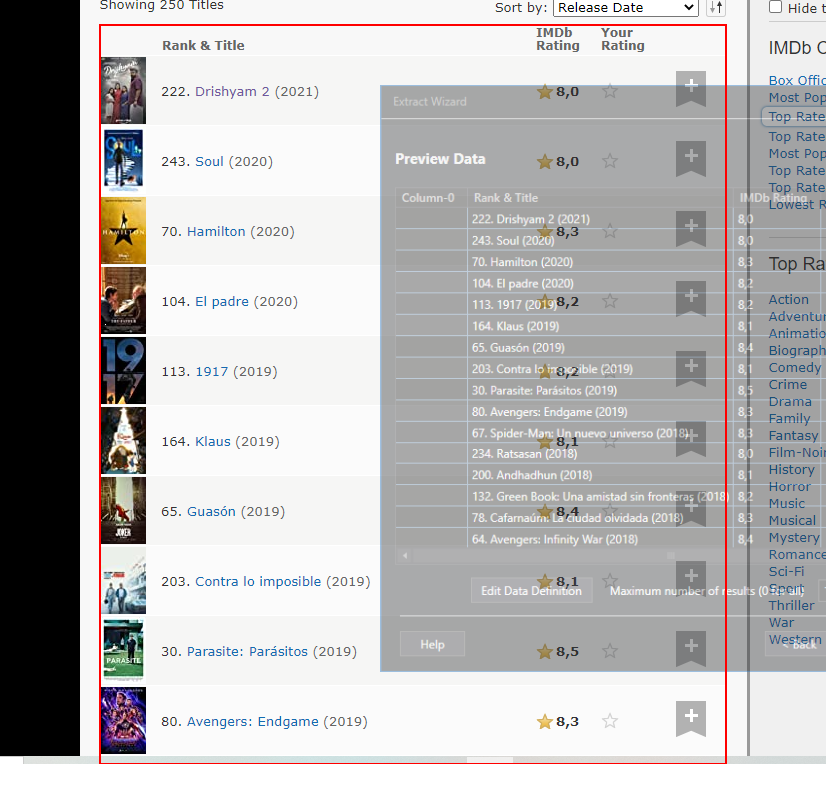 Showing 250 Titles
Sort by: Release Date
Hide t
Rank & Title
IMDb Rating
Your Rating
222. Drishyam 2 (2021) 8,0
243. Soul (2020) 8,0
70. Hamilton (2020) 8,3
104. El padre (2020) 8,2
113. 1917 (2019) 8,2
164. Klaus (2019) 8,1
65. Guasón (2019) 8,4
203. Contra lo imposible (2019) 8,1
30. Parasite: Parásitos (2019) 8,5
80. Avengers: Endgame (2019) 8,3
HAMILTON
19
17
JOKER
PARASITE
Extract Wizard
Preview Data
Column-0 Rank & Title IMDb Rating
222. Drishyam 2 (2021) 8,0
243. Soul (2020) 8,0
70. Hamilton (2020) 8,3
104. El padre (2020) 8,2
113. 1917 (2019) 8,2
164. Klaus (2019) 8,1
65. Guasón (2019) 8,4
203. Contra lo imposible (2019) 8,1
30. Parasite: Parásitos (2019) 8,5
80. Avengers: Endgame (2019) 8,3
67. Spider-Man: Un nuevo universo (2018) 8,3
234. Ratsasan (2018) 8,0
200. Andhadhun (2018) 8,1
132. Green Book: Una amistad sin fronteras (2018) 8,2
78. Cafarnaúm: La ciudad olvidada (2018) 8,3
64. Avengers: Infinity War (2018) 8,4
Edit Data Definition
Maximum number of results (0 for all)
Help
< Back
IMDb C
Box Offic
Most Pop
Top Rate
Top Rate
Most Pop
Top Rate
Top Rate
Lowest R
Top Ra
Action
Adventur
Animatio
Biograph
Comedy
Crime
Drama
Family
Fantasy
Film-Noir
History
Horror
Music
Musical
Mystery
Romance
Sci-Fi
Sport
Thriller
War
Western